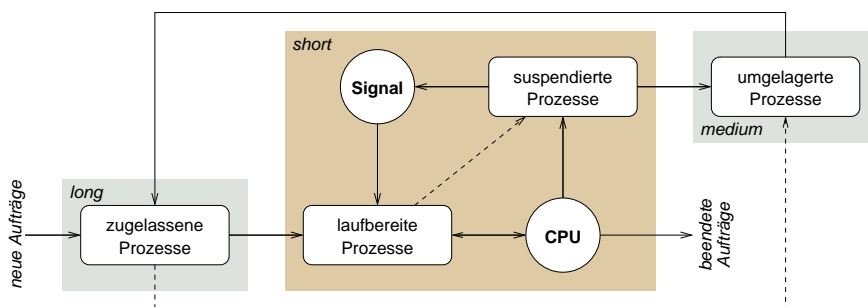 short
Signal
suspendierte
Prozesse
umgelagerte
Prozesse
medium
neue Aufträge
long
zugelassene
Prozesse
laufbereite
Prozesse
CPU
beendete
Aufträge